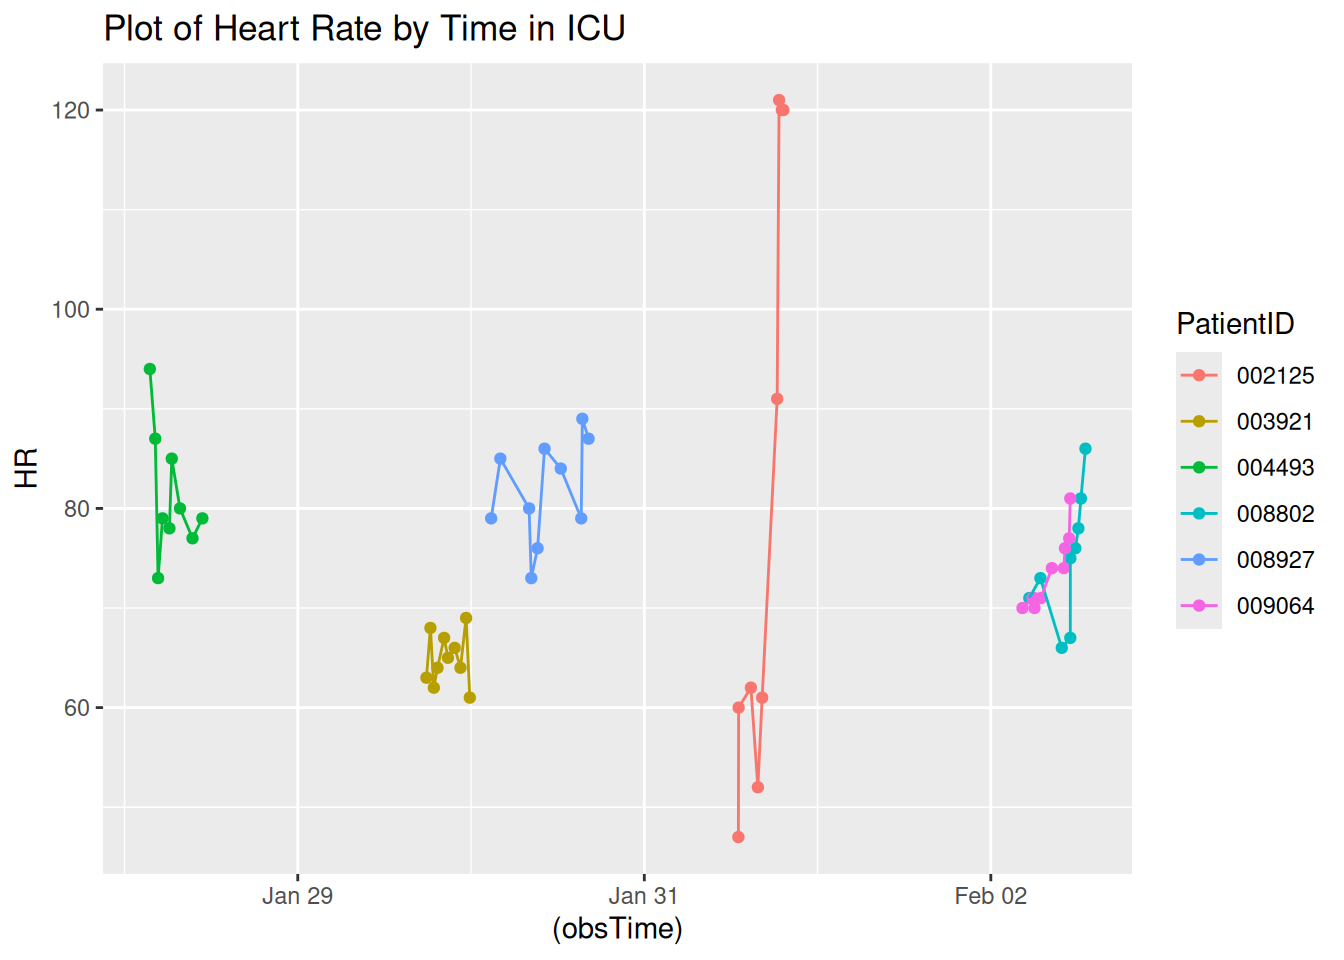 Plot of Heart Rate by Time in ICU
HR
120
100
80
60
Jan 29
Jan 31
Feb 02
(obsTime)
PatientID
002125
003921
004493
008802
008927
009064